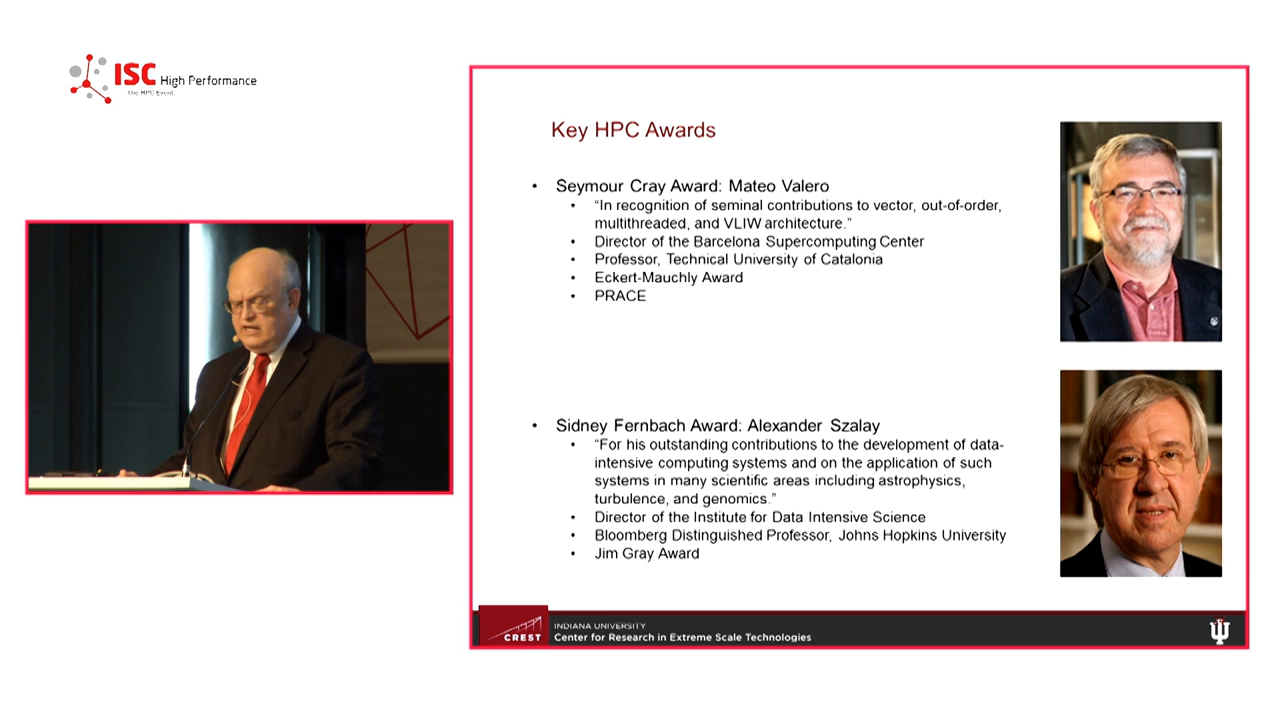 ISC High Performance
The HPC Event.
Key HPC Awards
• Seymour Cray Award: Mateo Valero
• “In recognition of seminal contributions to vector, out-of-order,
multithreaded, and VLIW architecture.”
• Director of the Barcelona Supercomputing Center
• Professor, Technical University of Catalonia
• Eckert-Mauchly Award
• PRACE
• Sidney Fernbach Award: Alexander Szalay
• “For his outstanding contributions to the development of data-
intensive computing systems and on the application of such
systems in many scientific areas including astrophysics,
turbulence, and genomics.”
• Director of the Institute for Data Intensive Science
• Bloomberg Distinguished Professor, Johns Hopkins University
• Jim Gray Award
CREST
INDIANA UNIVERSITY
Center for Research in Extreme Scale Technologies